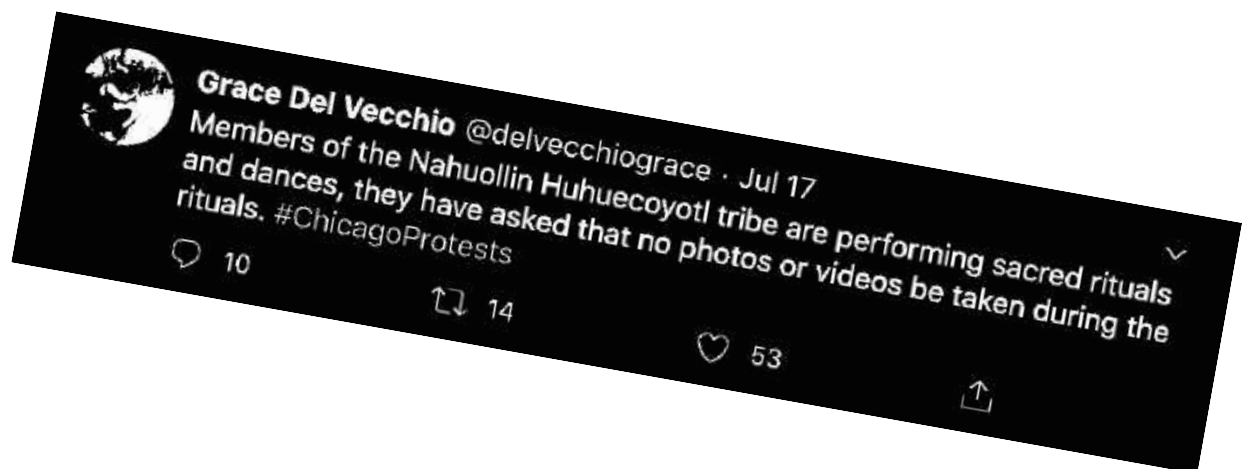 Grace Del Vecchio @delvecchiograce · Jul 17
Members of the Nahuollin Huhuecoyotl tribe are performing sacred rituals
and dances, they have asked that no photos or videos be taken during the
rituals. #ChicagoProtests
10 14 53